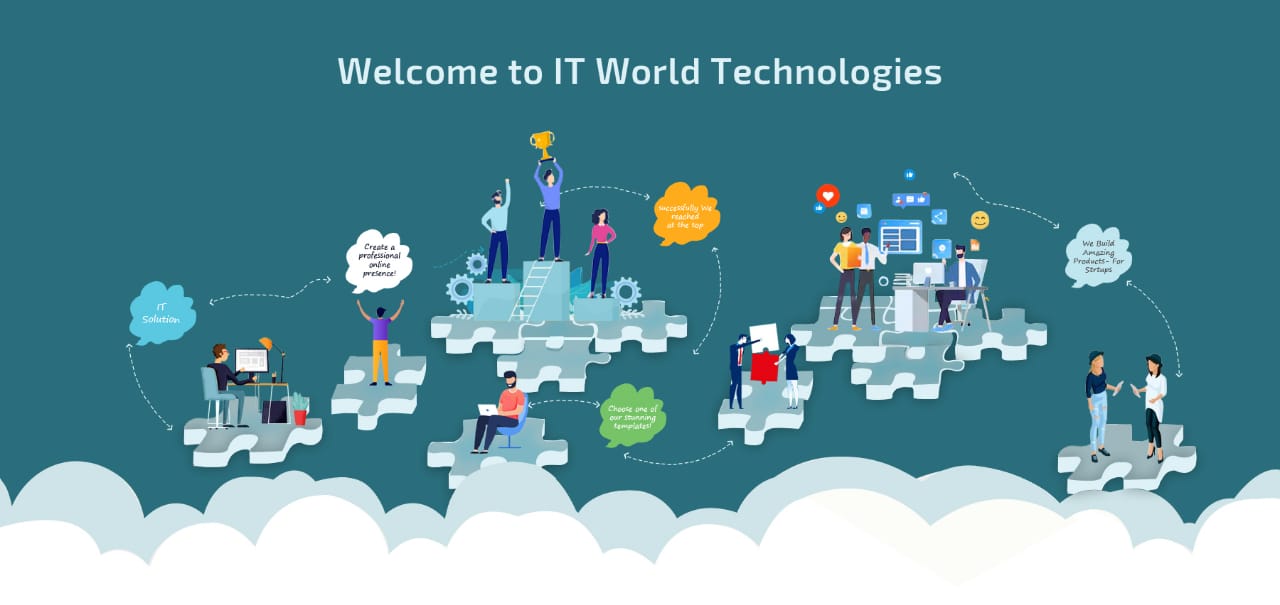 Welcome to IT World Technologies
IT
Solution
Create a
professional
online
presence!
successfully We
reached
at the top
Choose one of
our stunning
templates!
We Build
Amazing
Products- For
Strtups